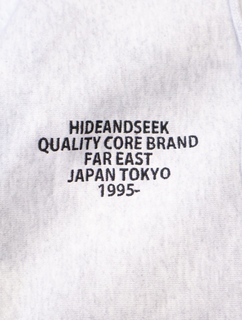 HIDEANDSEEK
QUALITY CORE BRAND
FAR EAST
JAPAN TOKYO
1995-